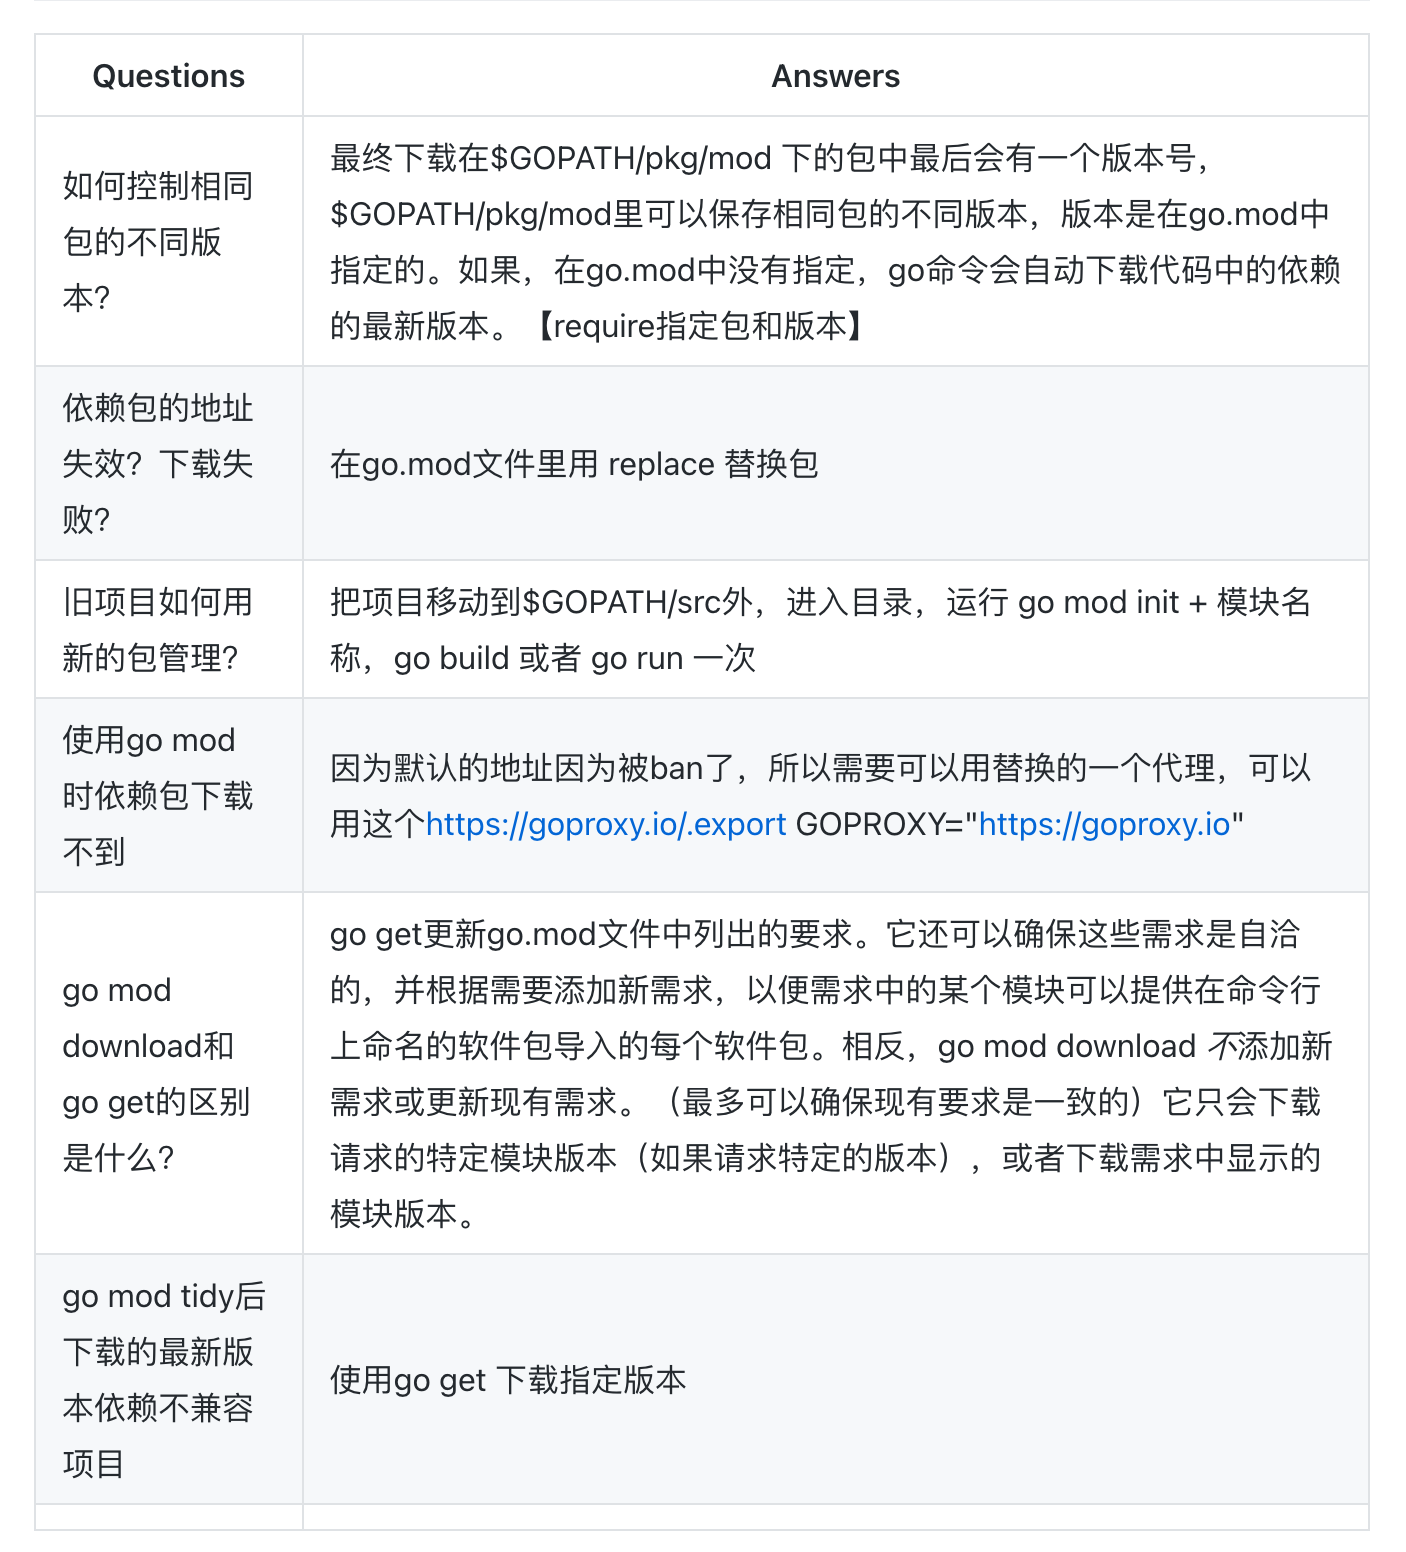 Questions
Answers
如何控制相同
包的不同版
本？
最终下载在$GOPATH/pkg/mod 下的包中最后会有一个版本号，
$GOPATH/pkg/mod里可以保存相同包的不同版本，版本是在go.mod中
指定的。如果，在go.mod中没有指定，go命令会自动下载代码中的依赖
的最新版本。【require指定包和版本】
依赖包的地址
失效？下载失
败？
在go.mod文件里用 replace 替换包
旧项目如何用
新的包管理？
把项目移动到$GOPATH/src外，进入目录，运行 go mod init + 模块名
称，go build 或者 go run 一次
使用go mod
时依赖包下载
不到
因为默认的地址因为被ban了，所以需要可以用替换的一个代理，可以
用这个https://goproxy.io/.export GOPROXY="https://goproxy.io"
go mod
download和
go get的区别
是什么？
go get更新go.mod文件中列出的要求。它还可以确保这些需求是自洽
的，并根据需要添加新需求，以便需求中的某个模块可以提供在命令行
上命名的软件包导入的每个软件包。相反，go mod download 不添加新
需求或更新现有需求。（最多可以确保现有要求是一致的）它只会下载
请求的特定模块版本（如果请求特定的版本），或者下载需求中显示的
模块版本。
go mod tidy后
下载的最新版
本依赖不兼容
项目
使用go get 下载指定版本